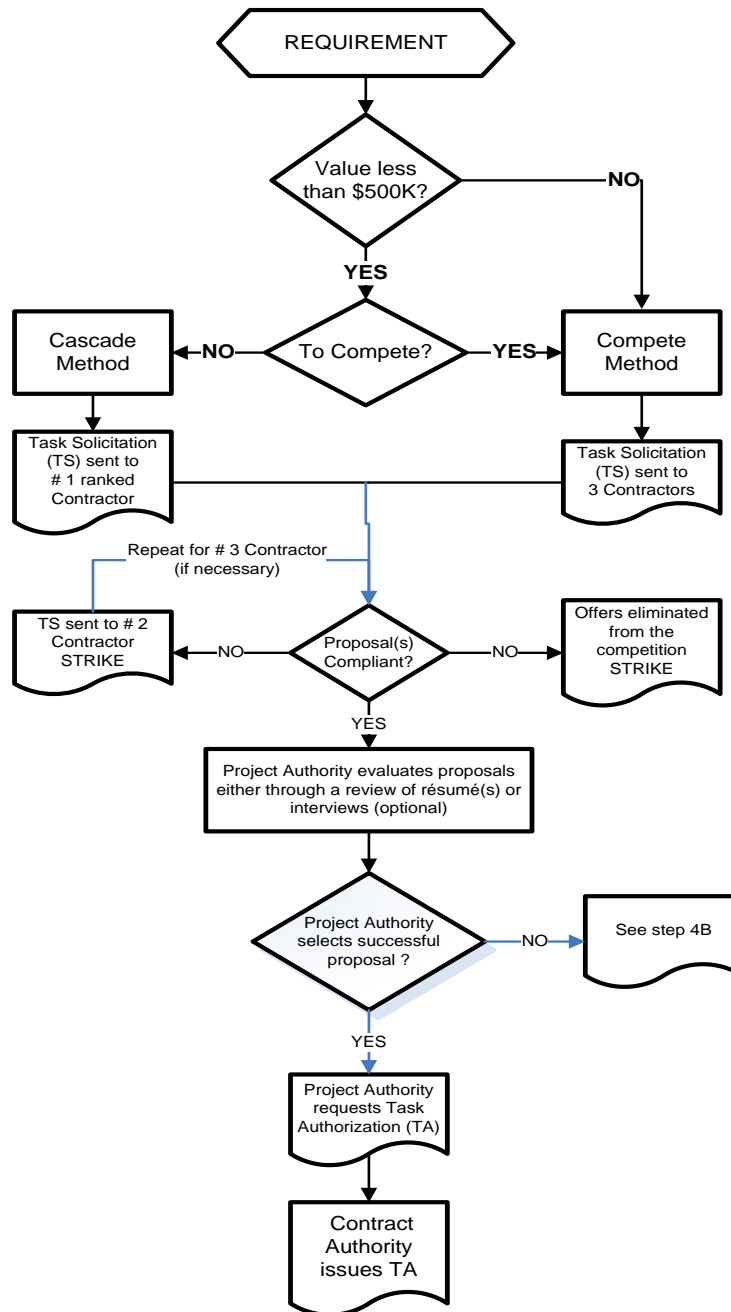 REQUIREMENT
Value less
than $500K?
NO
YES
Cascade
Method
NO
To Compete?
YES
Compete
Method
Task Solicitation
(TS) sent to
# 1 ranked
Contractor
Task Solicitation
(TS) sent to
3 Contractors
Repeat for # 3 Contractor
(if necessary)
TS sent to # 2
Contractor
STRIKE
NO
Proposal(s)
Compliant?
NO
Offers eliminated
from the
competition
STRIKE
YES
Project Authority evaluates proposals
either through a review of résumé(s) or
interviews (optional)
Project Authority
selects successful
proposal ?
NO
See step 4B
YES
Project Authority
requests Task
Authorization (TA)
Contract
Authority
issues TA